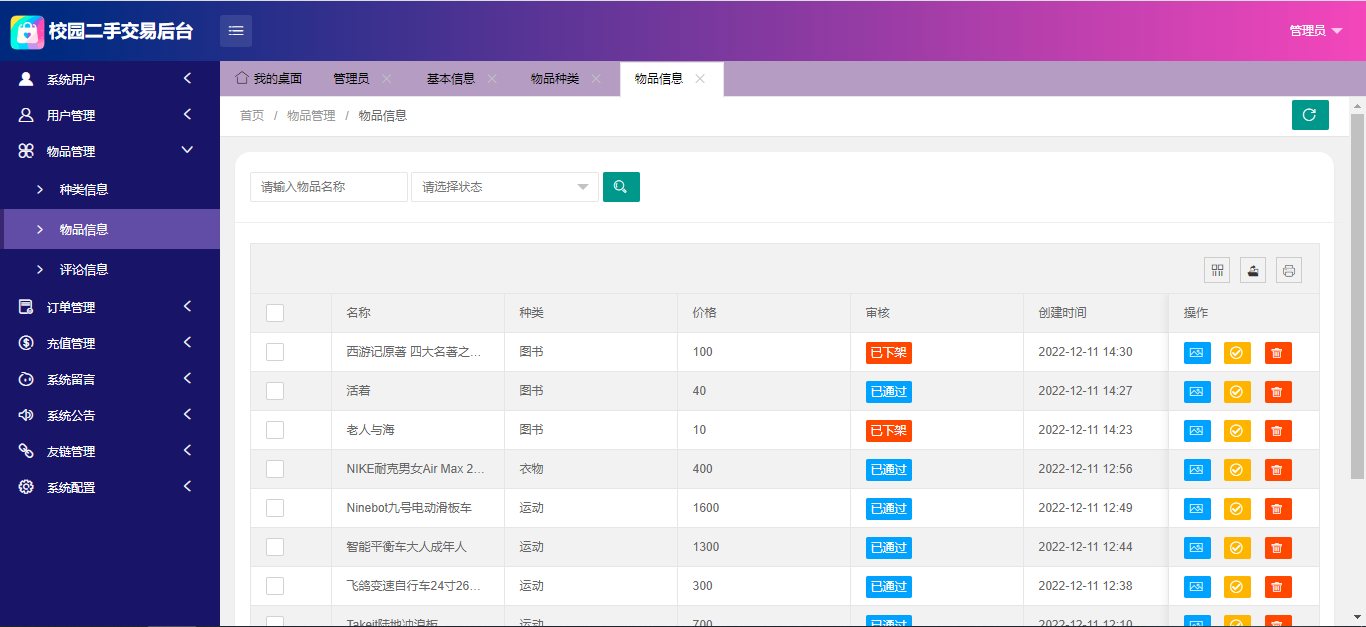 校园二手交易后台
管理员
系统用户
用户管理
物品管理
种类信息
物品信息
评论信息
订单管理
充值管理
系统留言
系统公告
友链管理
系统配置
我的桌面 管理员 基本信息 物品种类 物品信息
首页 / 物品管理 / 物品信息
请输入物品名称 请选择状态
名称 种类 价格 审核 创建时间 操作
西游记原著 四大名著之... 图书 100 已下架 2022-12-11 14:30
活着 图书 40 已通过 2022-12-11 14:27
老人与海 图书 10 已下架 2022-12-11 14:23
NIKE耐克男女Air Max 2... 衣物 400 已通过 2022-12-11 12:56
Ninebot九号电动滑板车 运动 1600 已通过 2022-12-11 12:49
智能平衡车大人成年人 运动 1300 已通过 2022-12-11 12:44
飞鸽变速自行车24寸26... 运动 300 已通过 2022-12-11 12:38
Takeit陆地冲浪板 运动 700 已通过 2022-12-11 12:10